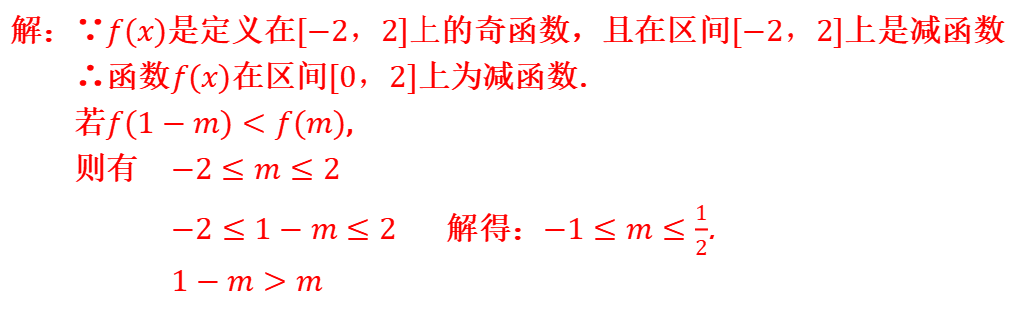 解：∵f(x)是定义在[−2，2]上的奇函数，且在区间[−2，2]上是减函数
∴函数f(x)在区间[0，2]上为减函数.
若f(1 − m) < f(m),
则有 −2 ≤ m ≤ 2
−2 ≤ 1 − m ≤ 2 解得：−1 ≤ m ≤ 1/2.
1 − m > m